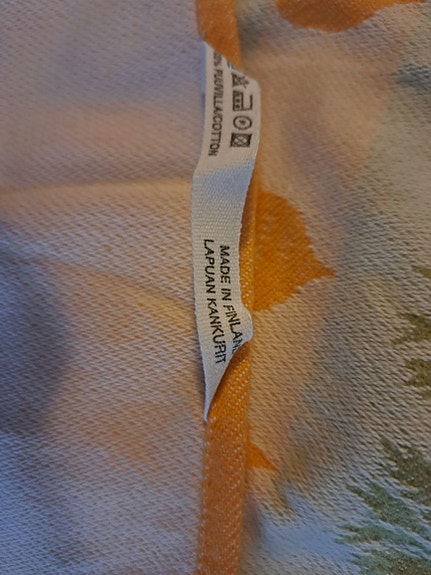 % PUUVILLA/COTTON
MADE IN FINLAN
LAPUAN KANKURIT